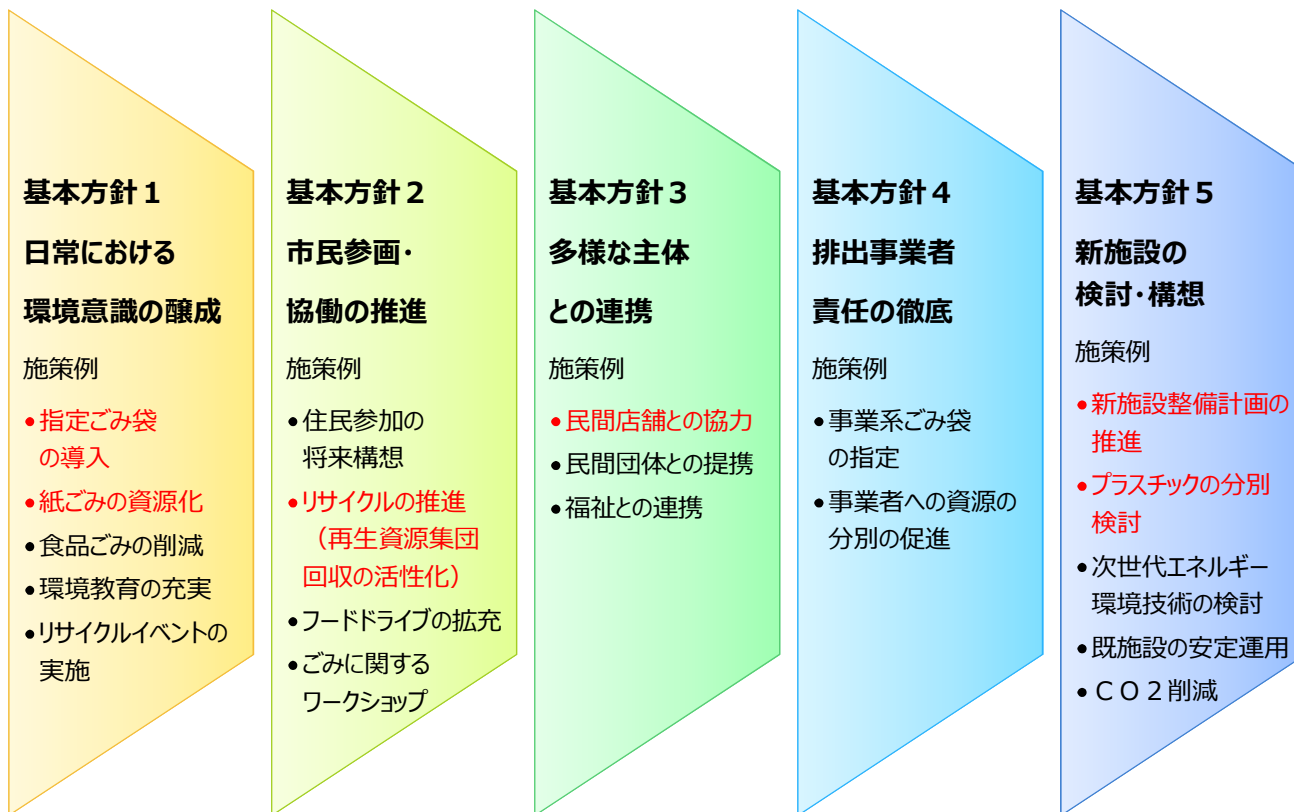 基本方針１
日常における
環境意識の醸成
施策例
●指定ごみ袋
の導入
●紙ごみの資源化
●食品ごみの削減
●環境教育の充実
●リサイクルイベントの
実施
基本方針２
市民参画・
協働の推進
施策例
●住民参加の
将来構想
●リサイクルの推進
（再生資源集団
回収の活性化）
●フードドライブの拡充
●ごみに関する
ワークショップ
基本方針３
多様な主体
との連携
施策例
●民間店舗との協力
●民間団体との提携
●福祉との連携
基本方針４
排出事業者
責任の徹底
施策例
●事業系ごみ袋
の指定
●事業者への資源の
分別の促進
基本方針５
新施設の
検討・構想
施策例
●新施設整備計画の
推進
●プラスチックの分別
検討
●次世代エネルギー
環境技術の検討
●既施設の安定運用
●ＣＯ２削減